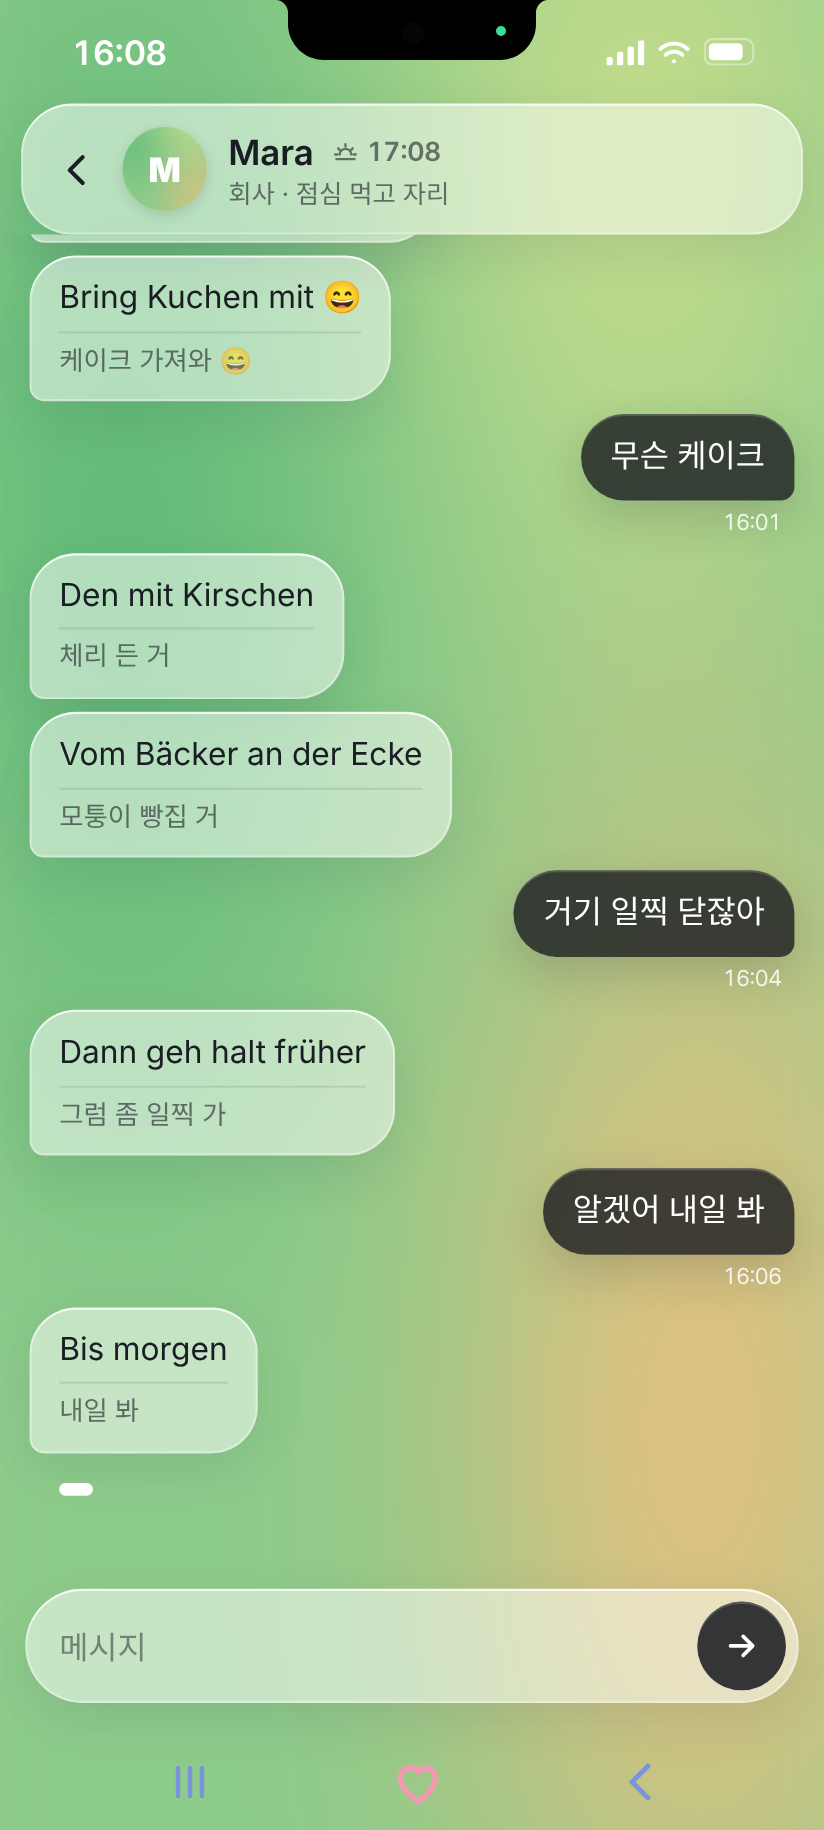 16:08
M
Mara 17:08
회사 · 점심 먹고 자리
Bring Kuchen mit 😄
케이크 가져와 😄
무슨 케이크
16:01
Den mit Kirschen
체리 든 거
Vom Bäcker an der Ecke
모퉁이 빵집 거
거기 일찍 닫잖아
16:04
Dann geh halt früher
그럼 좀 일찍 가
알겠어 내일 봐
16:06
Bis morgen
내일 봐
메시지